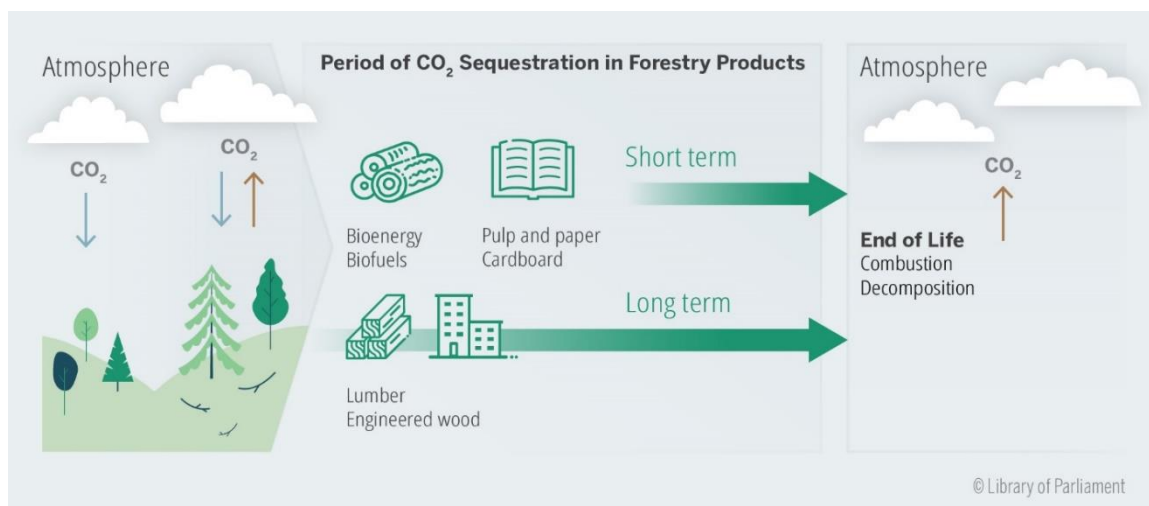 Atmosphere
CO₂
CO₂
Period of CO₂ Sequestration in Forestry Products
Bioenergy
Biofuels
Pulp and paper
Cardboard
Short term
Lumber
Engineered wood
Long term
Atmosphere
CO₂
End of Life
Combustion
Decomposition
© Library of Parliament